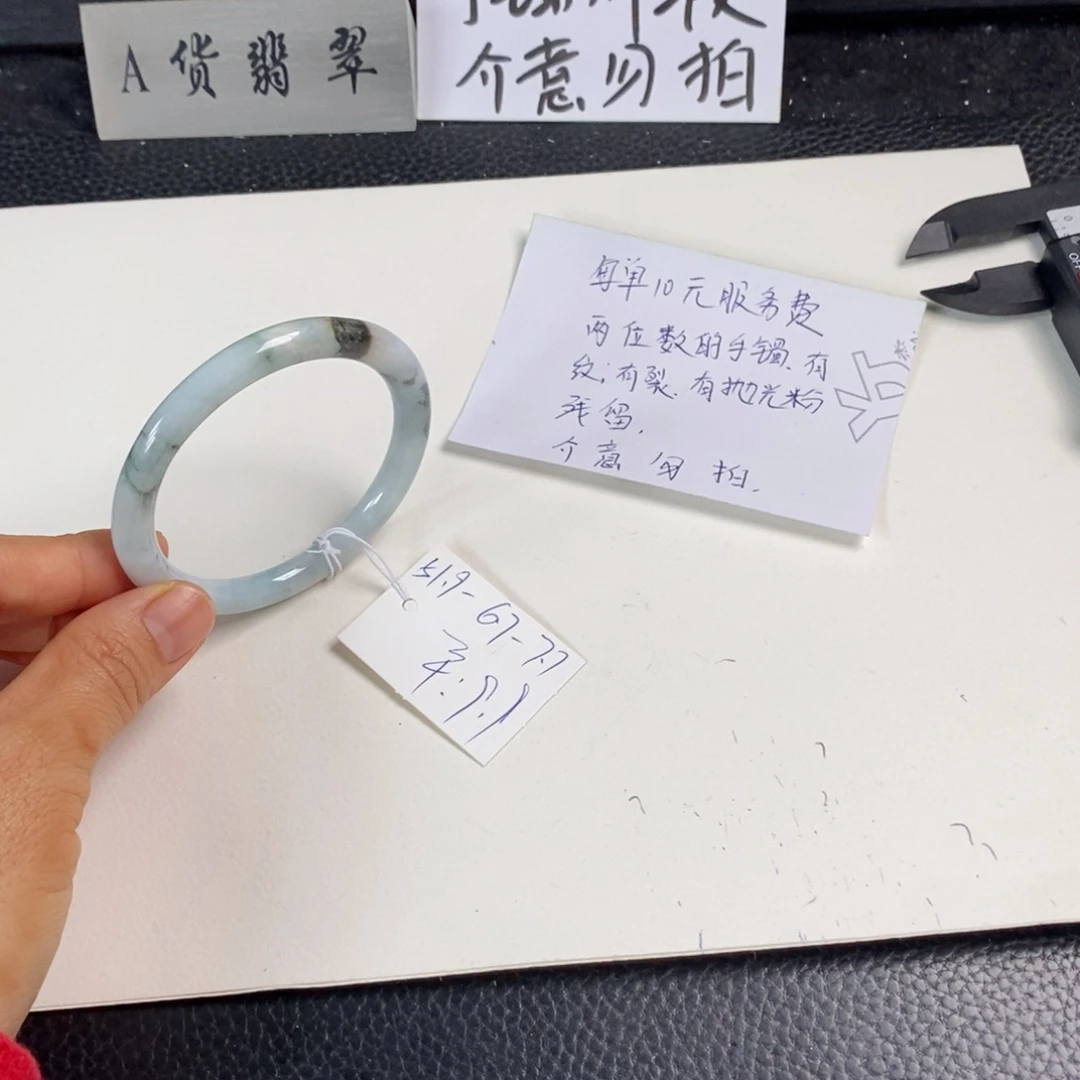 A货翡翠
介意勿拍
每单10元服务费
两位数的手镯、有
纹;有裂.有抛光粉
残留.
介意勿拍.
51.9-67-7.7